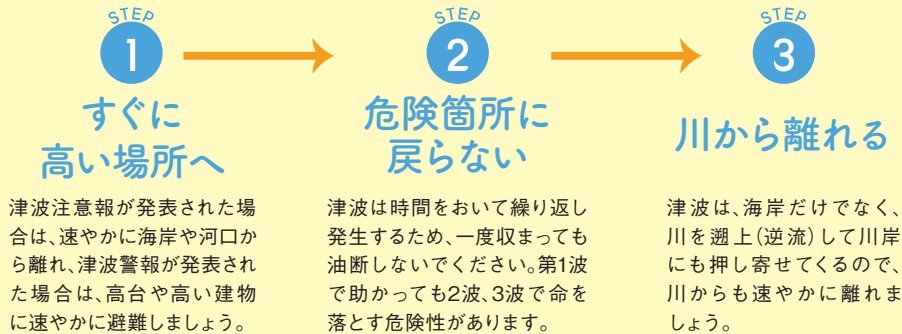 STEP
1
すぐに
高い場所へ
津波注意報が発表された場
合は、速やかに海岸や河口か
ら離れ、津波警報が発表され
た場合は、高台や高い建物
に速やかに避難しましょう。
STEP
2
危険箇所に
戻らない
津波は時間をおいて繰り返し
発生するため、一度収まっても
油断しないでください。第1波
で助かっても2波、3波で命を
落とす危険性があります。
STEP
3
川から離れる
津波は、海岸だけでなく、
川を遡上(逆流)して川岸
にも押し寄せてくるので、
川からも速やかに離れま
しょう。